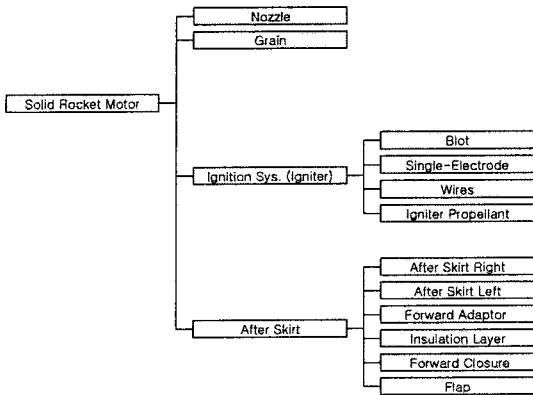 Nozzle
Grain
Solid Rocket Motor
Ignition Sys. (Igniter)
Blot
Single-Electrode
Wires
Igniter Propellant
After Skirt
After Skirt Right
After Skirt Left
Forward Adaptor
Insulation Layer
Forward Closure
Flap